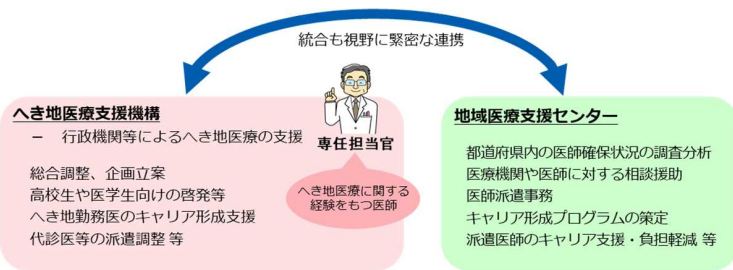 統合も視野に緊密な連携
へき地医療支援機構
－ 行政機関等によるへき地医療の支援
総合調整、企画立案
高校生や医学生向けの啓発等
へき地勤務医のキャリア形成支援
代診医等の派遣調整 等
専任担当官
へき地医療に関する
経験をもつ医師
地域医療支援センター
都道府県内の医師確保状況の調査分析
医療機関や医師に対する相談援助
医師派遣事務
キャリア形成プログラムの策定
派遣医師のキャリア支援・負担軽減 等